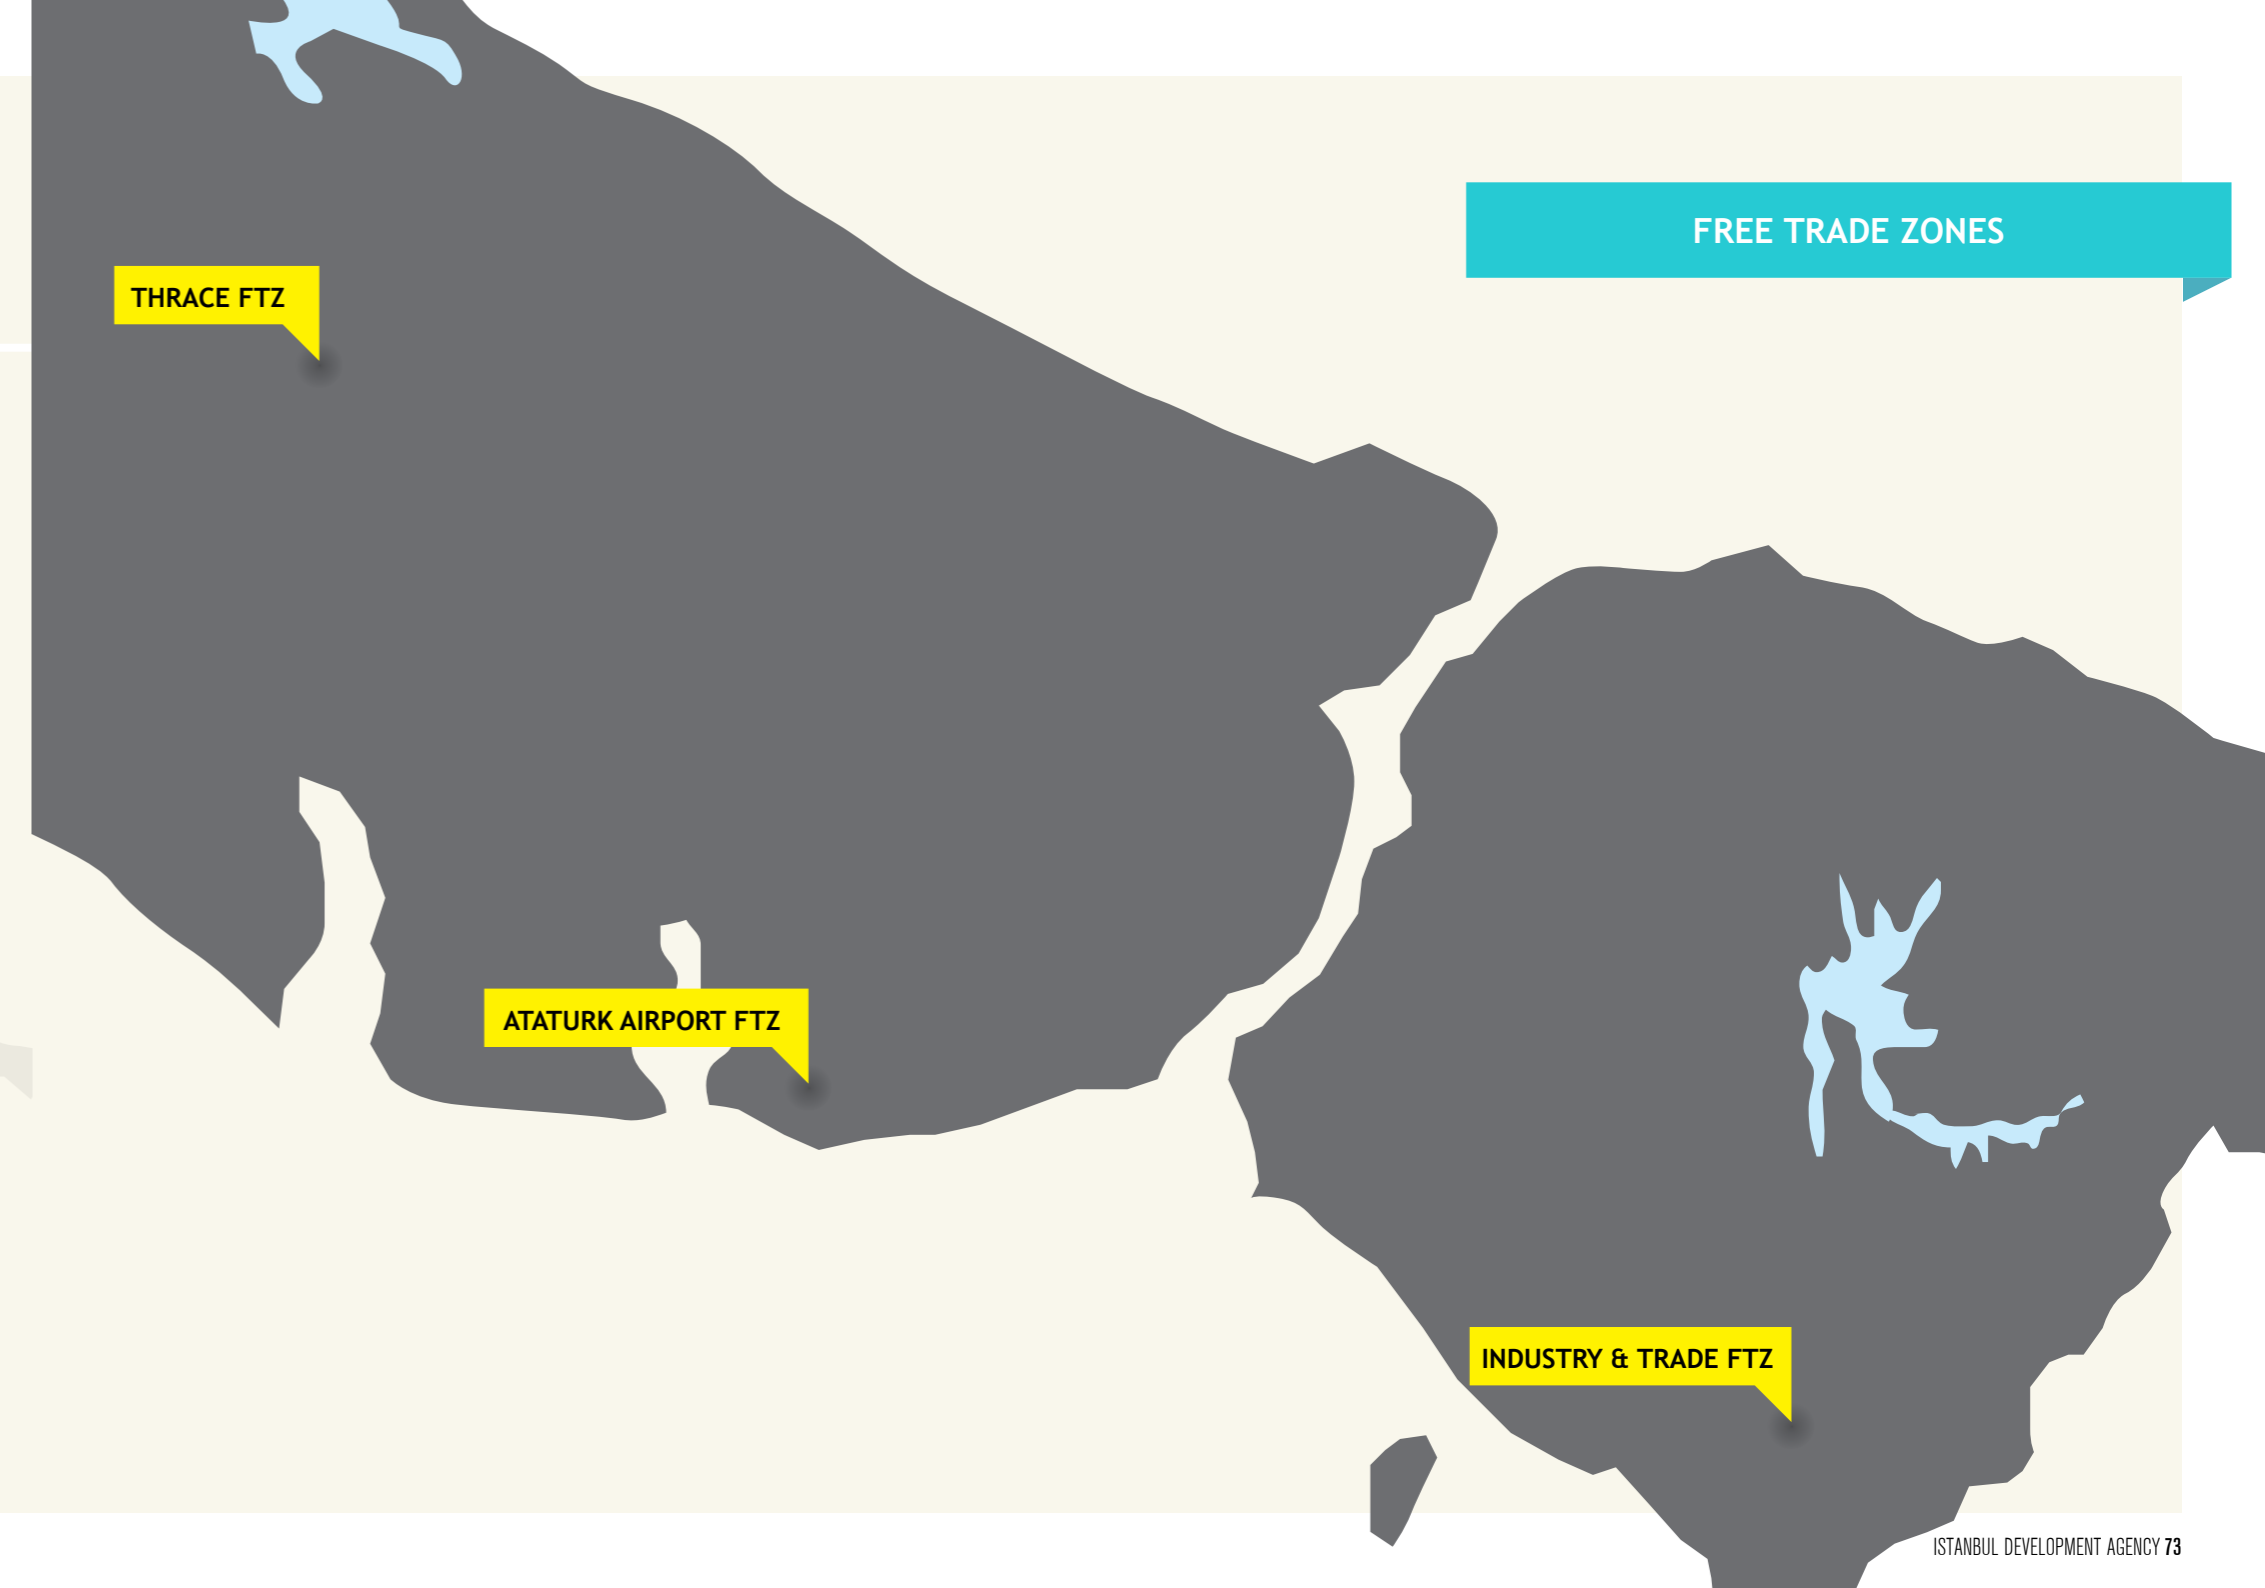 FREE TRADE ZONES
THRACE FTZ
ATATURK AIRPORT FTZ
INDUSTRY & TRADE FTZ
ISTANBUL DEVELOPMENT AGENCY 73